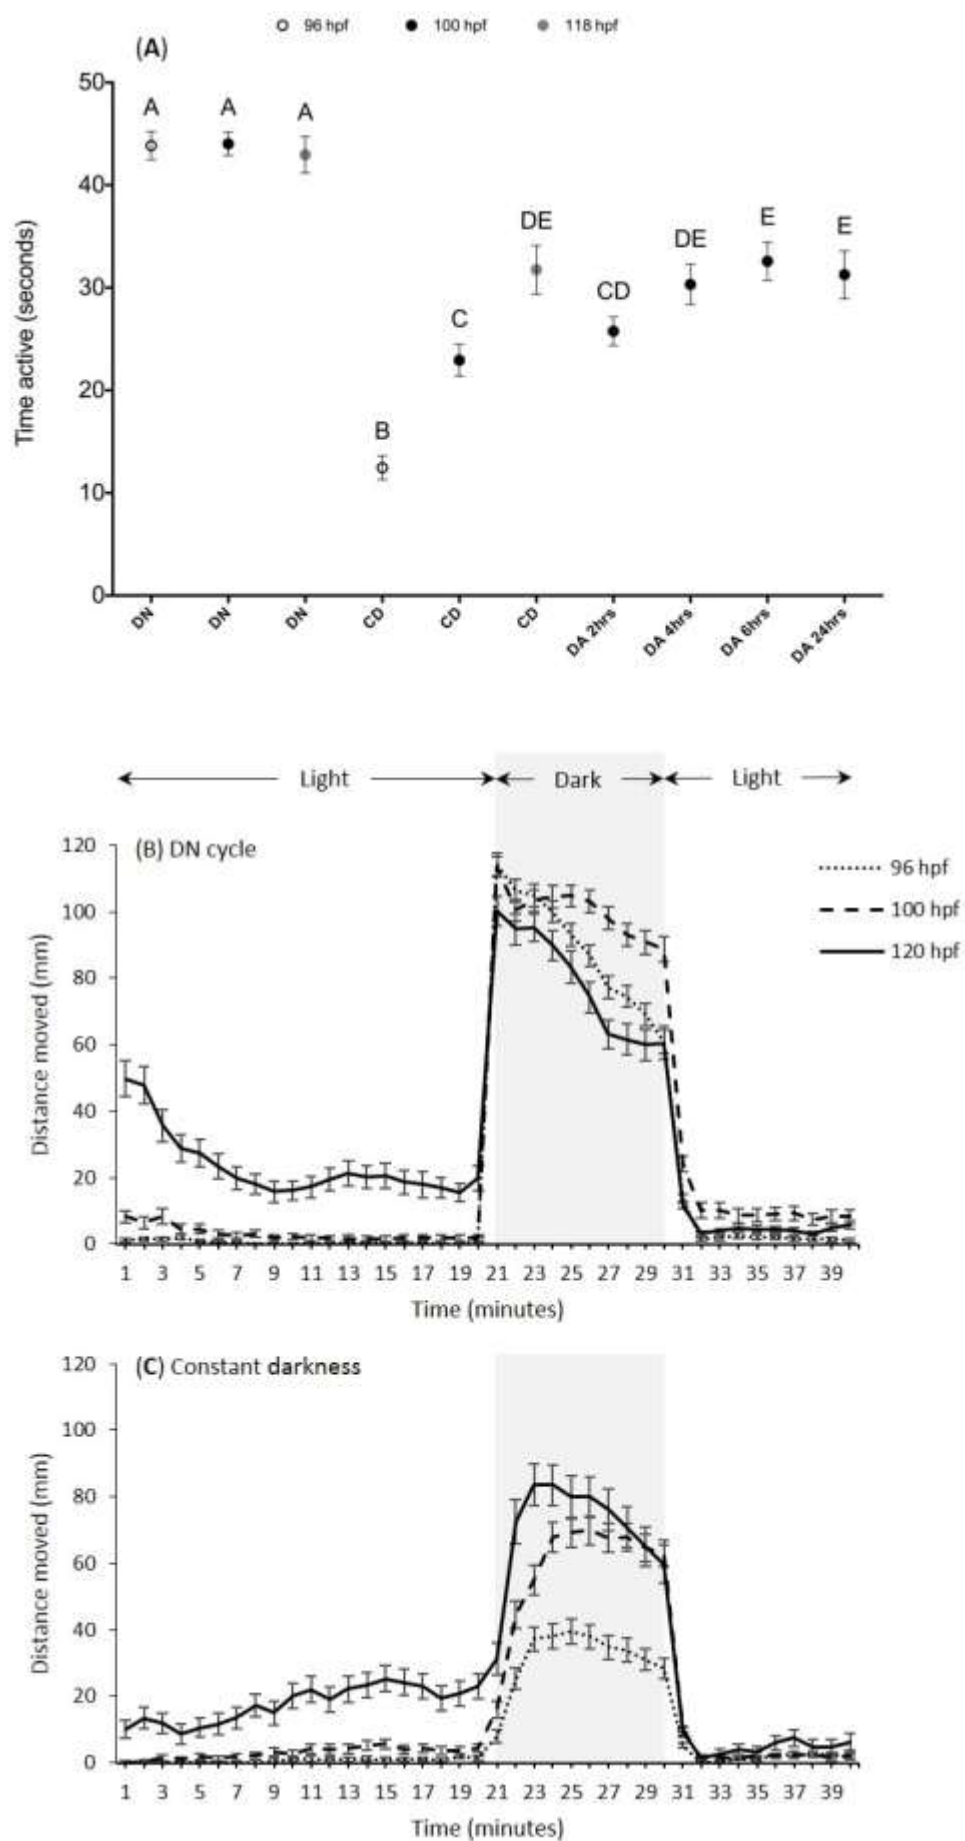 96 hpf 100 hpf 118 hpf
(A)
50
40
30
20
10
0
Time active (seconds)
A A A B C DE CD DE E E
DN DN DN CD CD CD DA 2hrs DA 4hrs DA 6hrs DA 24hrs
Light Dark Light
(B) DN cycle
120
100
80
60
40
20
0
Distance moved (mm)
96 hpf
100 hpf
120 hpf
1 3 5 7 9 11 13 15 17 19 21 23 25 27 29 31 33 35 37 39
Time (minutes)
(C) Constant darkness
120
100
80
60
40
20
0
Distance moved (mm)
1 3 5 7 9 11 13 15 17 19 21 23 25 27 29 31 33 35 37 39
Time (minutes)